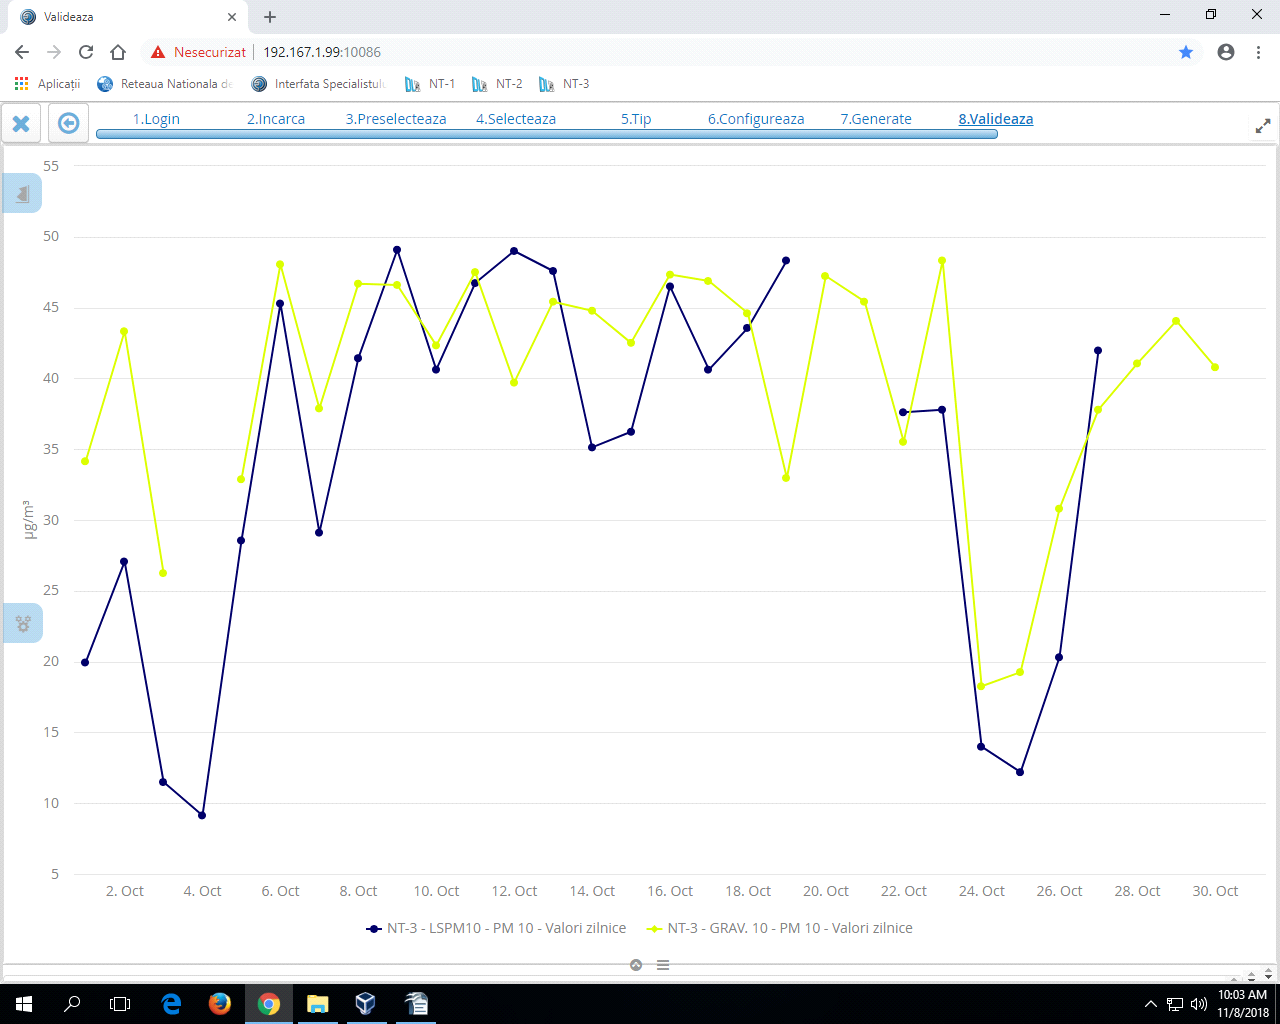 Valideaza
Nesecurizat
192.167.1.99:10086
Aplicații
Reteaua Nationala de
Interfata Specialistulu
NT-1
NT-2
NT-3
1.Login
2.Incarca
3.Preselecteaza
4.Selecteaza
5.Tip
6.Configureaza
7.Generate
8.Valideaza
55
50
45
40
35
30
25
20
15
10
5
µg/m³
2. Oct
4. Oct
6. Oct
8. Oct
10. Oct
12. Oct
14. Oct
16. Oct
18. Oct
20. Oct
22. Oct
24. Oct
26. Oct
28. Oct
30. Oct
NT-3 - LSPM10 - PM 10 - Valori zilnice
NT-3 - GRAV. 10 - PM 10 - Valori zilnice
10:03 AM
11/8/2018